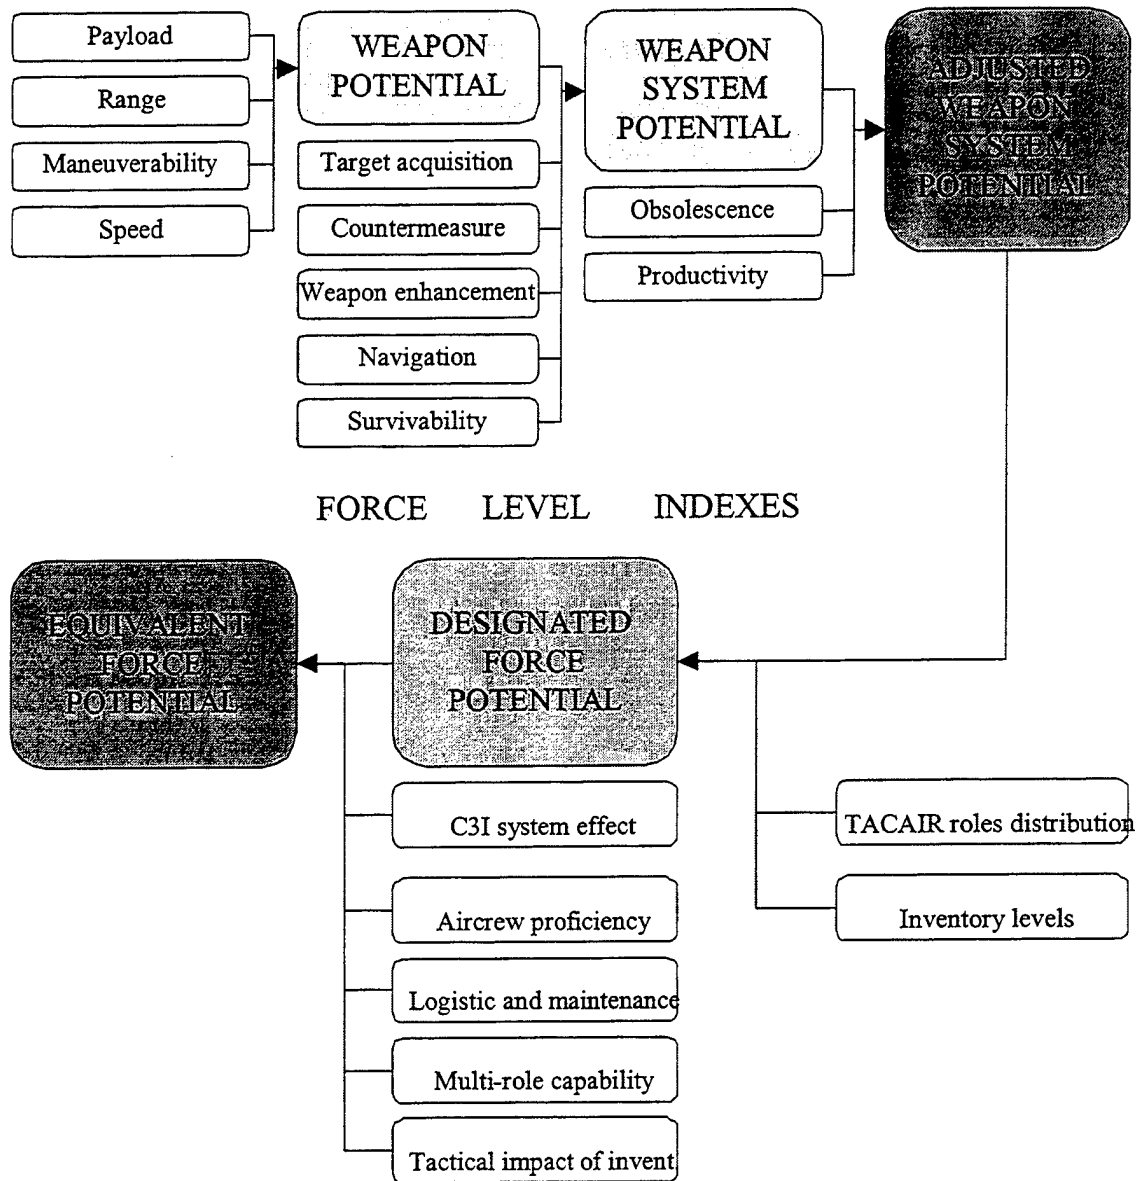 Payload
Range
Maneuverability
Speed
WEAPON
POTENTIAL
Target acquisition
Countermeasure
Weapon enhancement
Navigation
Survivability
WEAPON
SYSTEM
POTENTIAL
Obsolescence
Productivity
ADJUSTED
WEAPON
SYSTEM
POTENTIAL
FORCE LEVEL INDEXES
EQUIVALENT
FORCE
POTENTIAL
DESIGNATED
FORCE
POTENTIAL
C3I system effect
Aircrew proficiency
Logistic and maintenance
Multi-role capability
Tactical impact of invent
TACAIR roles distribution
Inventory levels